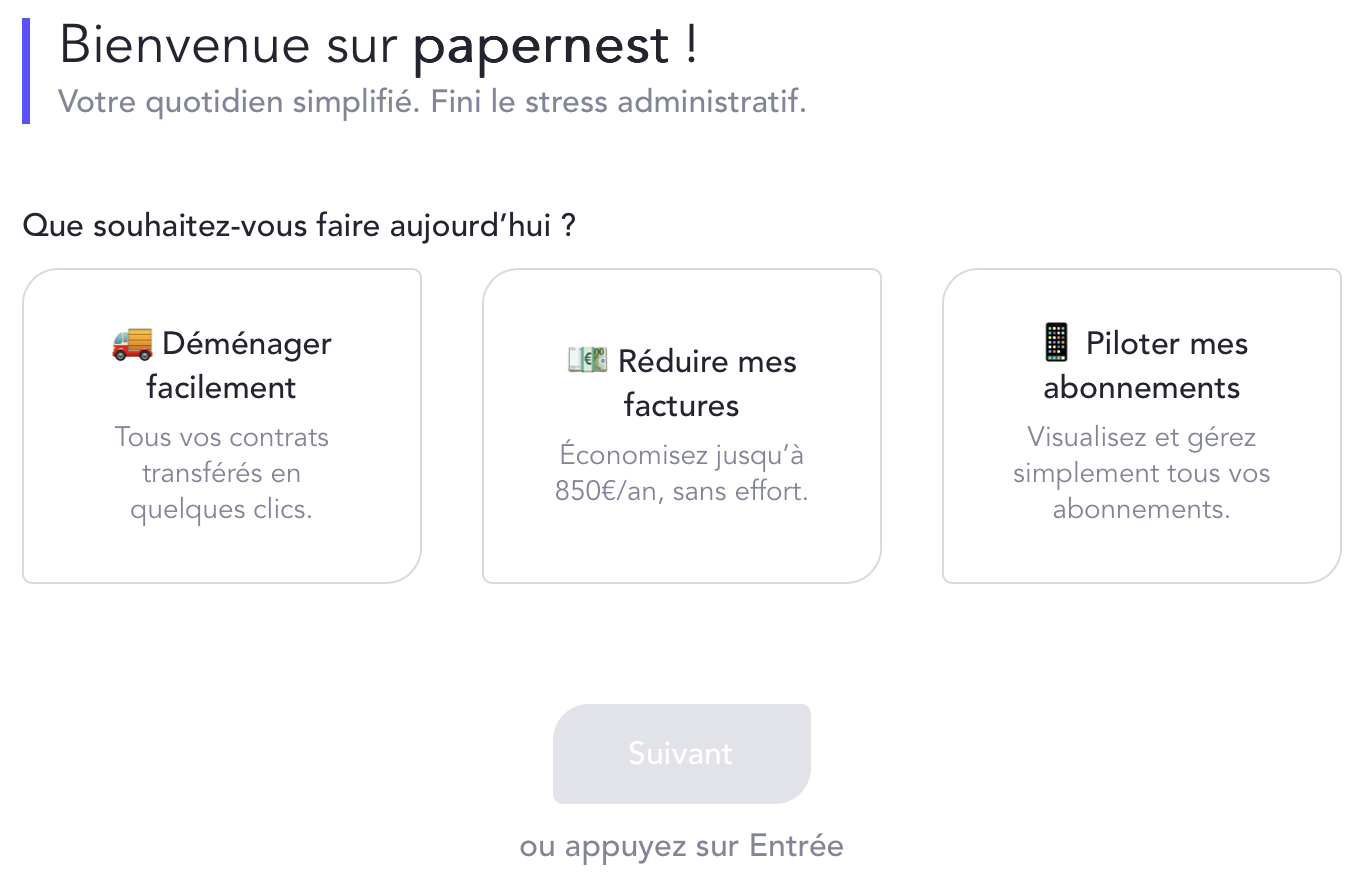 Bienvenue sur papernest !
Votre quotidien simplifié. Fini le stress administratif.
Que souhaitez-vous faire aujourd’hui ?
🚚 Déménager
facilement
Tous vos contrats
transférés en
quelques clics.
💶 Réduire mes
factures
Économisez jusqu’à
850€/an, sans effort.
📱 Piloter mes
abonnements
Visualisez et gérez
simplement tous vos
abonnements.
Suivant
ou appuyez sur Entrée